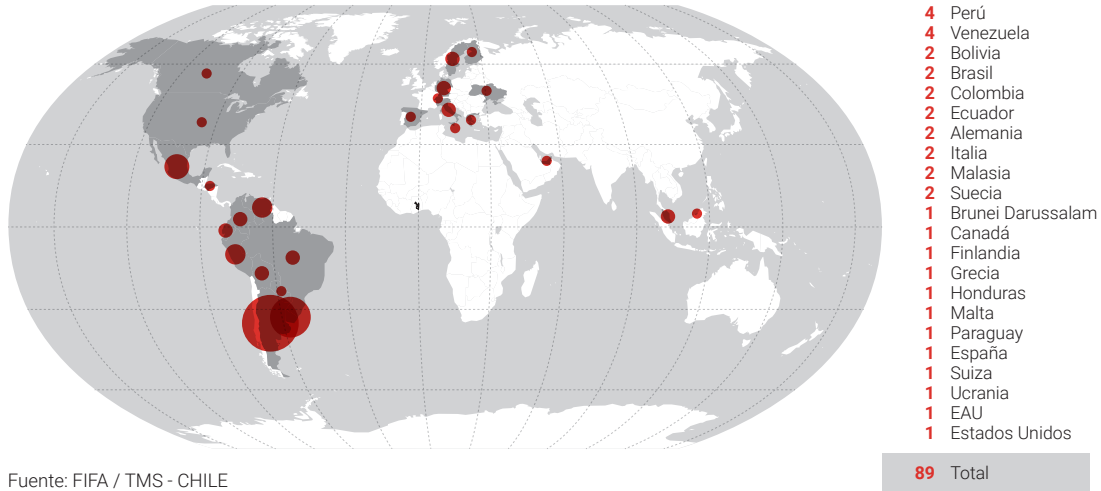 4 Perú
4 Venezuela
2 Bolivia
2 Brasil
2 Colombia
2 Ecuador
2 Alemania
2 Italia
2 Malasia
2 Suecia
1 Brunei Darussalam
1 Canadá
1 Finlandia
1 Grecia
1 Honduras
1 Malta
1 Paraguay
1 España
1 Suiza
1 Ucrania
1 EAU
1 Estados Unidos
89 Total
Fuente: FIFA / TMS - CHILE